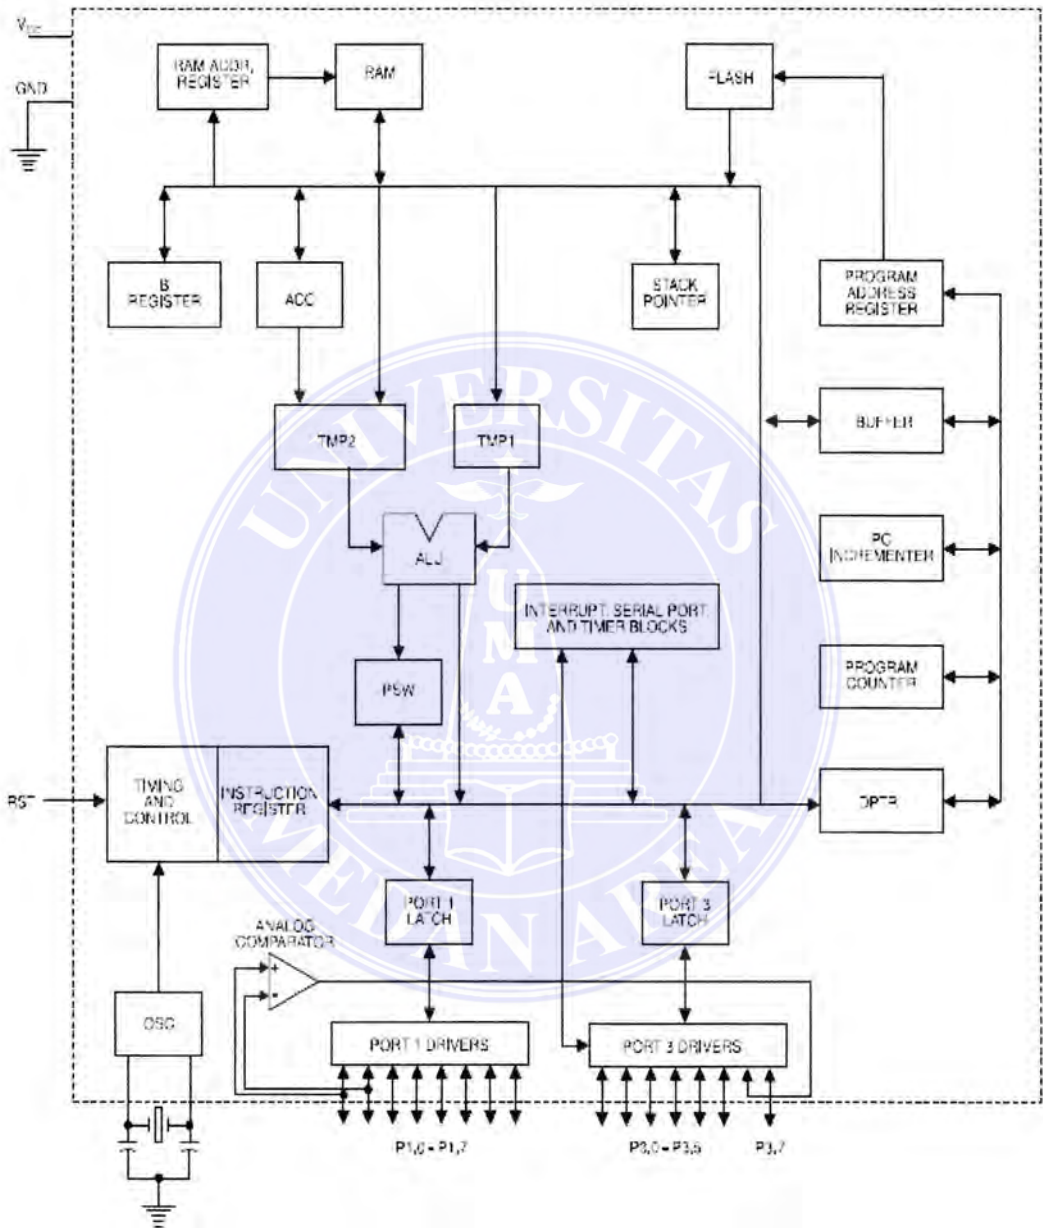 VCC
GND
RAM ADDR.
REGISTER
RAM
FLASH
B
REGISTER
ACC
STACK
POINTER
PROGRAM
ADDRESS
REGISTER
TMP2
TMP1
BUFFER
ALU
PC
INCREMENTER
INTERRUPT, SERIAL PORT,
AND TIMER BLOCKS
PROGRAM
COUNTER
PSW
RST
TIMING
AND
CONTROL
INSTRUCTION
REGISTER
DPTR
PORT 1
LATCH
PORT 3
LATCH
ANALOG
COMPARATOR
+
-
OSC
PORT 1 DRIVERS
PORT 3 DRIVERS
P1.0 - P1.7
P3.0 - P3.5
P3.7
UNIVERSITAS
MEDAN AREA
U
M
A